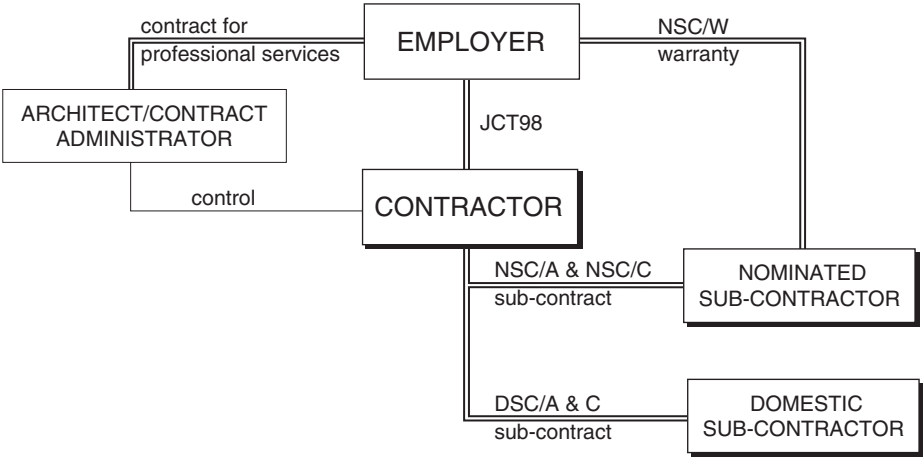 contract for
professional services
EMPLOYER
NSC/W
warranty
ARCHITECT/CONTRACT
ADMINISTRATOR
JCT98
control
CONTRACTOR
NSC/A & NSC/C
sub-contract
NOMINATED
SUB-CONTRACTOR
DSC/A & C
sub-contract
DOMESTIC
SUB-CONTRACTOR